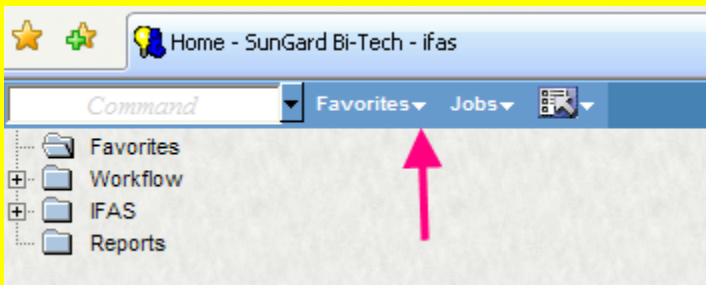 Home - SunGard Bi-Tech - ifas
Command Favorites Jobs
Favorites
Workflow
IFAS
Reports